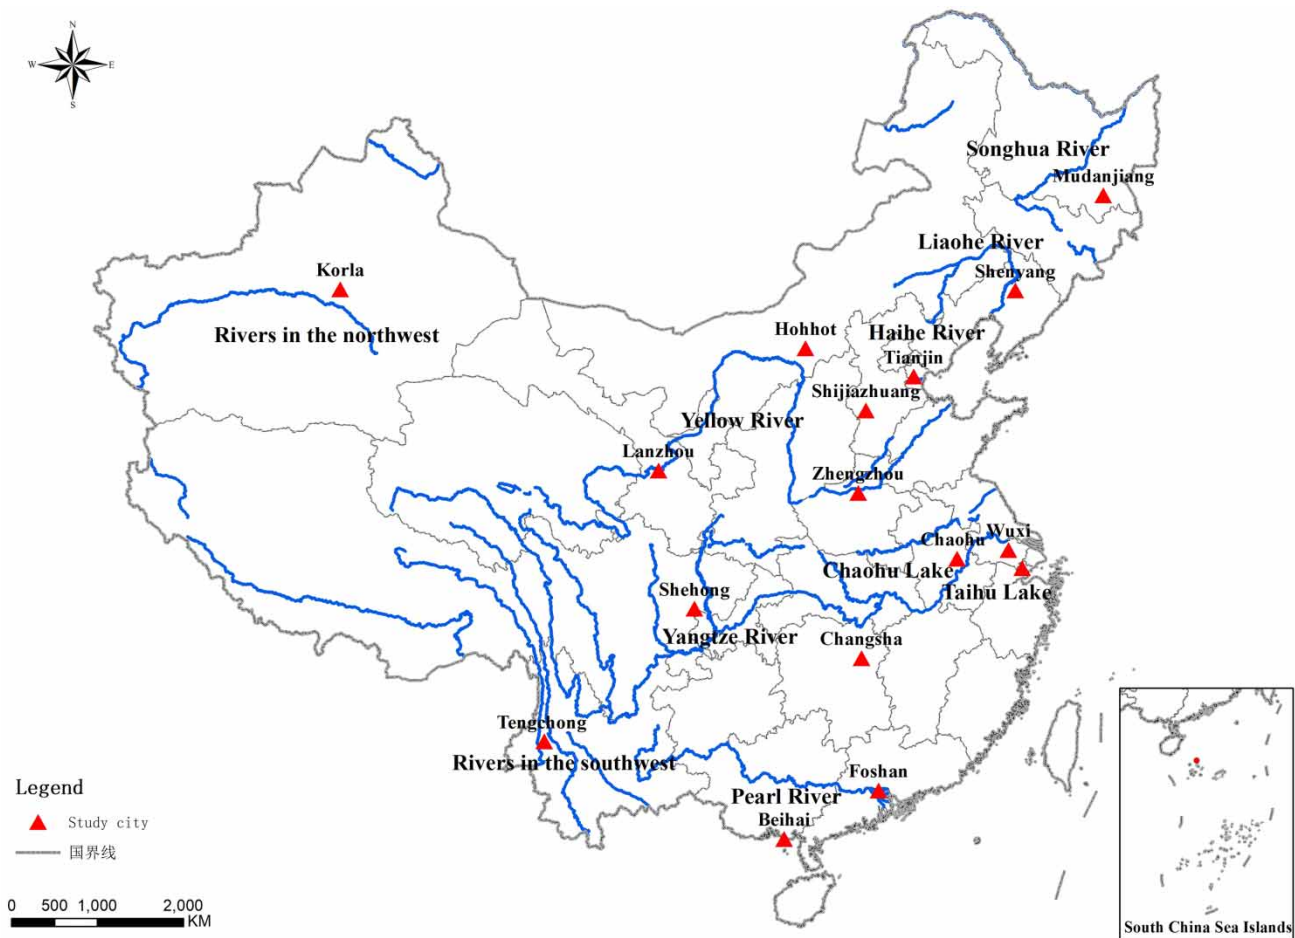 N
W
E
S
Songhua River
Mudanjiang
Liaohe River
Shenyang
Korla
Rivers in the northwest
Hohhot
Haihe River
Tianjin
Shijiazhuang
Yellow River
Lanzhou
Zhengzhou
Chaohu
Wuxi
Chaohu Lake
Taihu Lake
Shehong
Yangtze River
Changsha
Tengchong
Rivers in the southwest
Foshan
Pearl River
Beihai
Legend
Study city
国界线
0 500 1,000 2,000
KM
South China Sea Islands